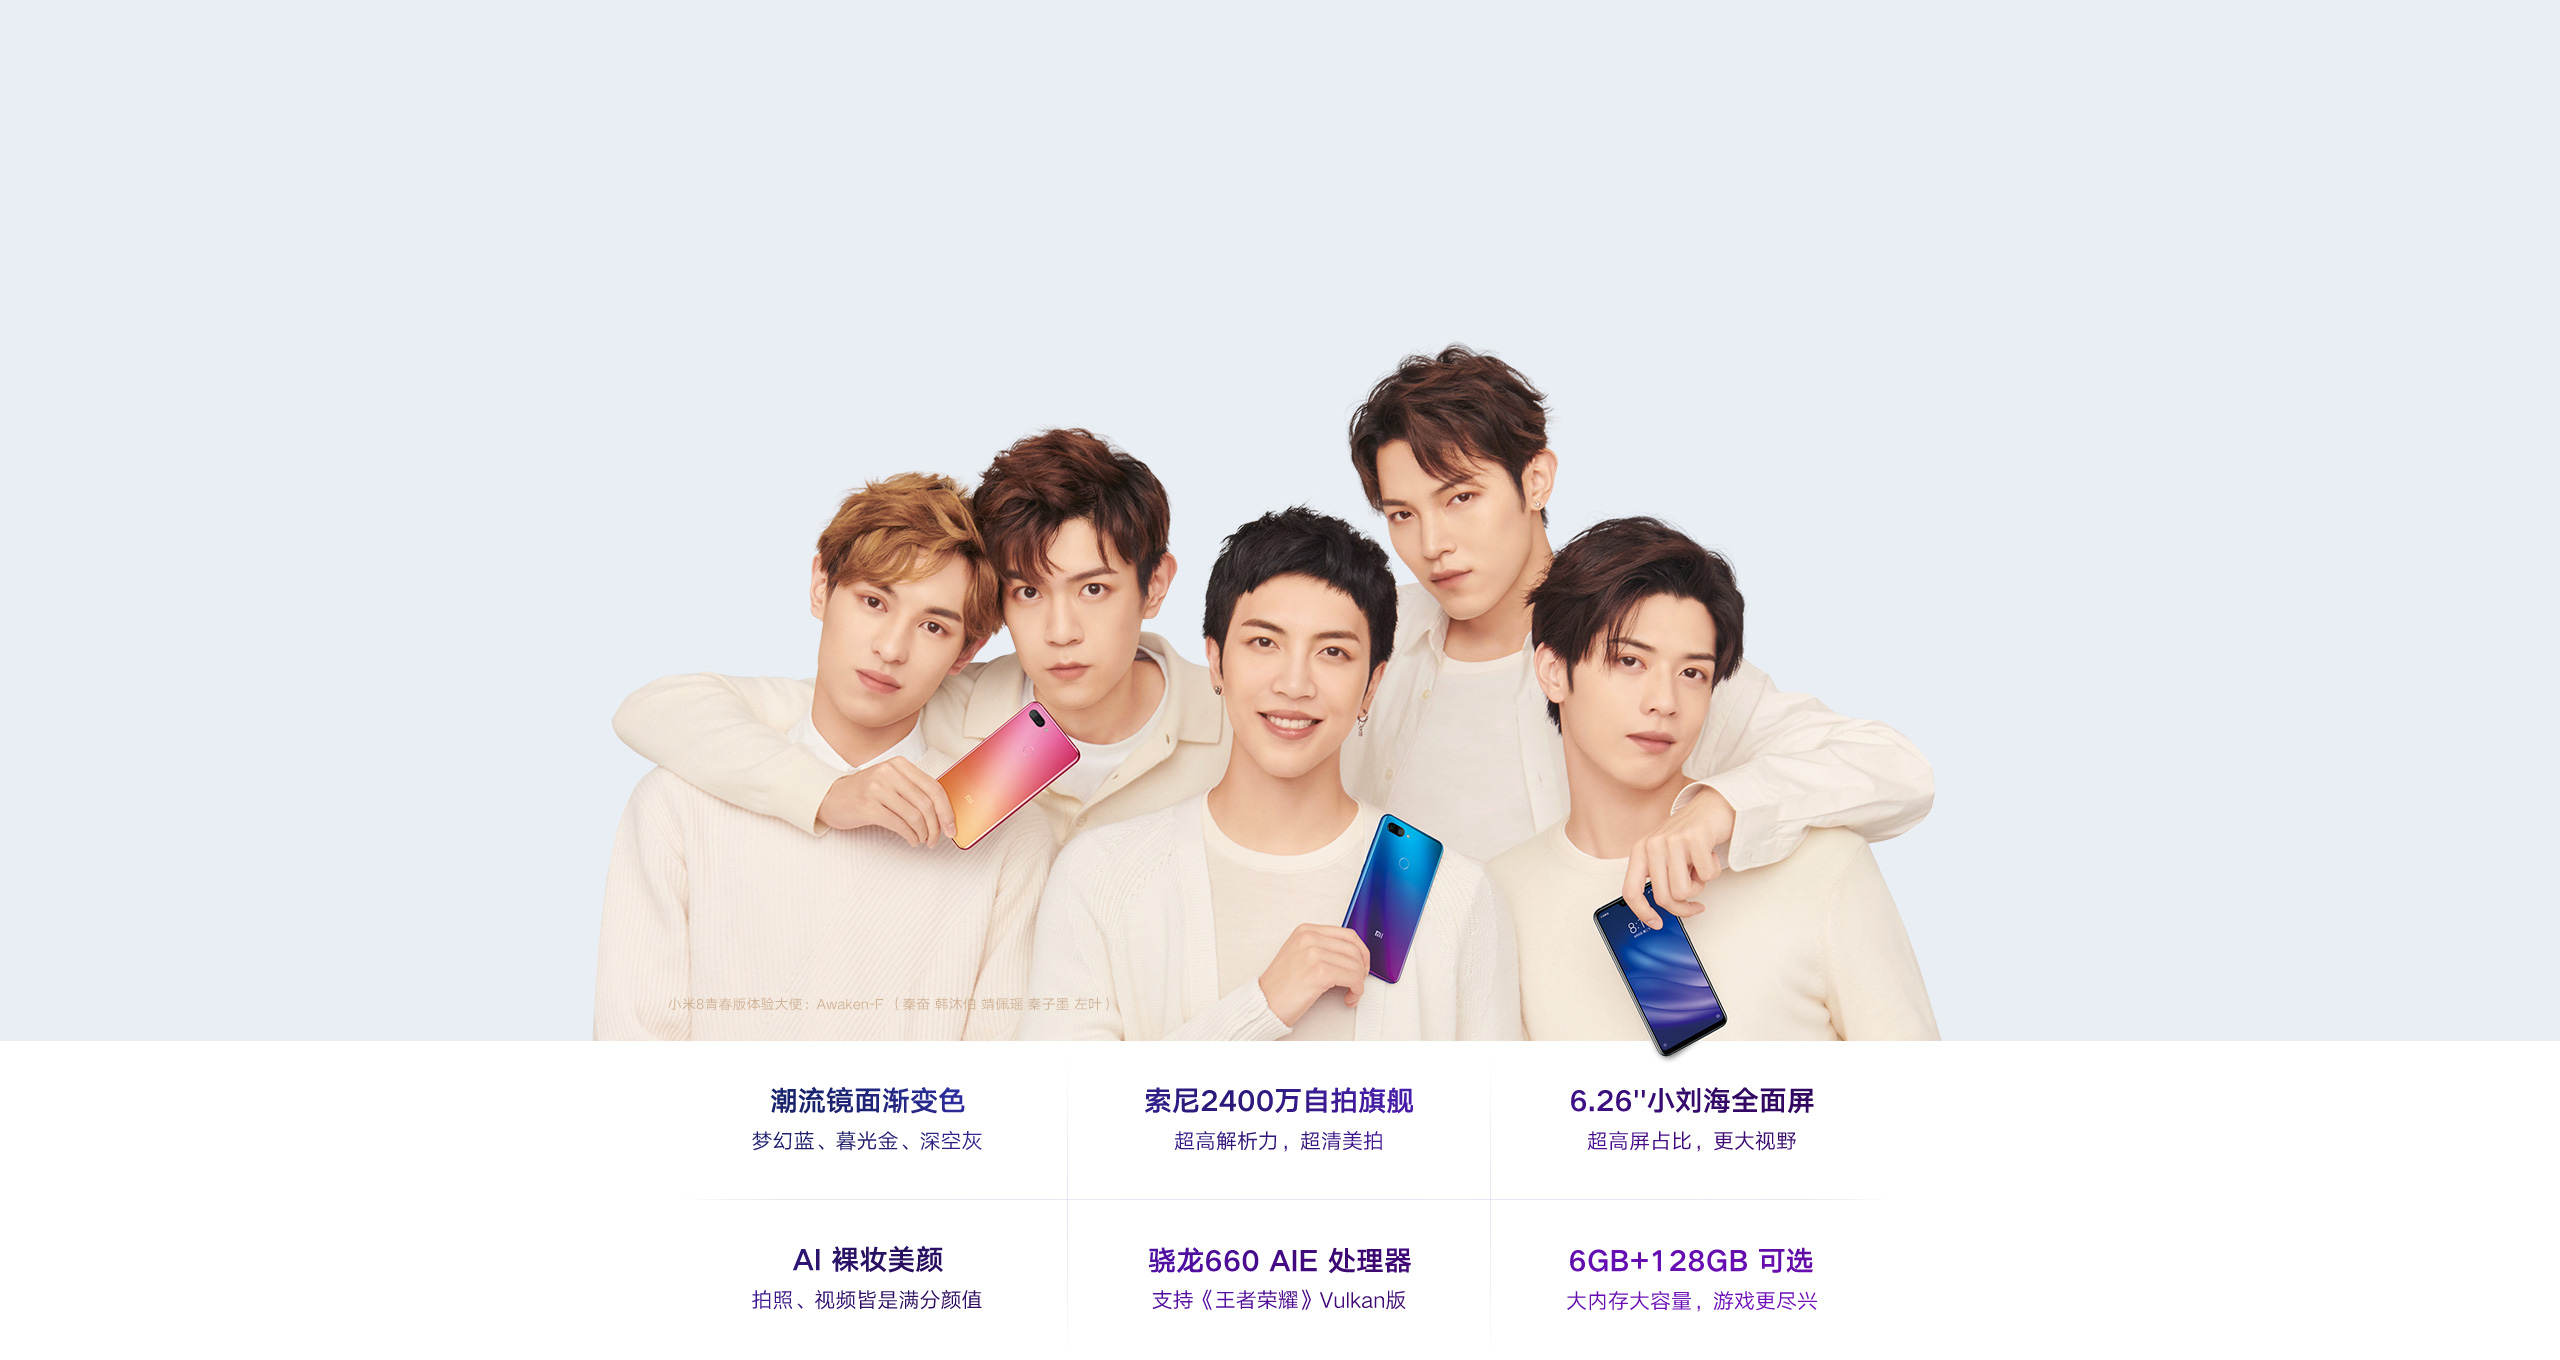 小米8青春版体验大使：Awaken-F （秦奋 韩沐伯 靖佩瑶 秦子墨 左叶）
潮流镜面渐变色
梦幻蓝、暮光金、深空灰
索尼2400万自拍旗舰
超高解析力，超清美拍
6.26''小刘海全面屏
超高屏占比，更大视野
AI 裸妆美颜
拍照、视频皆是满分颜值
骁龙660 AIE 处理器
支持《王者荣耀》Vulkan版
6GB+128GB 可选
大内存大容量，游戏更尽兴